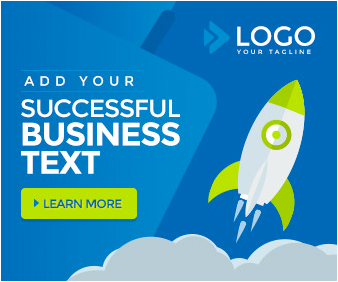 LOGO
YOUR TAGLINE
ADD YOUR
SUCCESSFUL
BUSINESS
TEXT
LEARN MORE